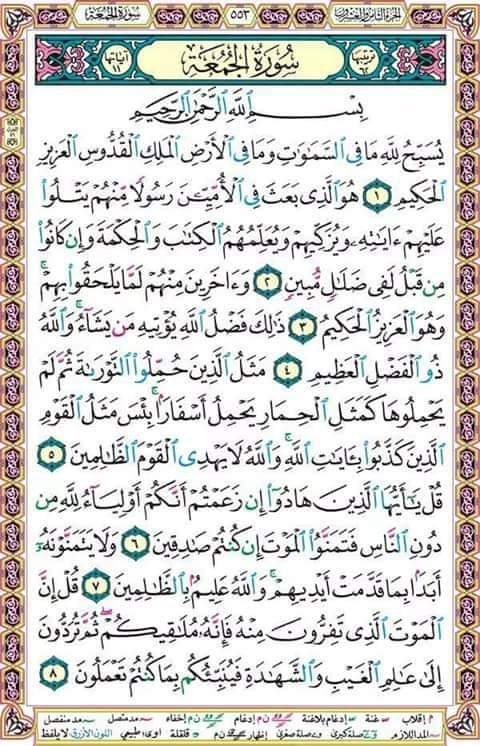 سورة الجمعة
٥٥٣
الجزء الثامن والعشرون
ترتيبها ٦٢
سُورَةُ الجُمُعَةِ
آياتها ١١
بِسْمِ اللَّهِ الرَّحْمَٰنِ الرَّحِيمِ
يُسَبِّحُ لِلَّهِ مَا فِى السَّمَٰوَٰتِ وَمَا فِى الْأَرْضِ الْمَلِكِ الْقُدُّوسِ الْعَزِيزِ
الْحَكِيمِ ١ هُوَ الَّذِى بَعَثَ فِى الْأُمِّيِّۦنَ رَسُولًا مِّنْهُمْ يَتْلُوا۟
عَلَيْهِمْ ءَايَٰتِهِۦ وَيُزَكِّيهِمْ وَيُعَلِّمُهُمُ الْكِتَٰبَ وَالْحِكْمَةَ وَإِن كَانُوا۟
مِن قَبْلُ لَفِى ضَلَٰلٍ مُّبِينٍ ٢ وَءَاخَرِينَ مِنْهُمْ لَمَّا يَلْحَقُوا۟ بِهِمْ ۚ
وَهُوَ الْعَزِيزُ الْحَكِيمُ ٣ ذَٰلِكَ فَضْلُ اللَّهِ يُؤْتِيهِ مَن يَشَآءُ ۚ وَاللَّهُ
ذُو الْفَضْلِ الْعَظِيمِ ٤ مَثَلُ الَّذِينَ حُمِّلُوا۟ التَّوْرَىٰةَ ثُمَّ لَمْ
يَحْمِلُوهَا كَمَثَلِ الْحِمَارِ يَحْمِلُ أَسْفَارًۢا ۚ بِئْسَ مَثَلُ الْقَوْمِ
الَّذِينَ كَذَّبُوا۟ بِـَٔايَٰتِ اللَّهِ ۚ وَاللَّهُ لَا يَهْدِى الْقَوْمَ الظَّٰلِمِينَ ٥
قُلْ يَٰٓأَيُّهَا الَّذِينَ هَادُوٓا۟ إِن زَعَمْتُمْ أَنَّكُمْ أَوْلِيَآءُ لِلَّهِ مِن
دُونِ النَّاسِ فَتَمَنَّوُا۟ الْمَوْتَ إِن كُنتُمْ صَٰدِقِينَ ٦ وَلَا يَتَمَنَّوْنَهُۥٓ
أَبَدًۢا بِمَا قَدَّمَتْ أَيْدِيهِمْ ۚ وَاللَّهُ عَلِيمٌۢ بِالظَّٰلِمِينَ ٧ قُلْ إِنَّ
الْمَوْتَ الَّذِى تَفِرُّونَ مِنْهُ فَإِنَّهُۥ مُلَٰقِيكُمْ ۖ ثُمَّ تُرَدُّونَ
إِلَىٰ عَٰلِمِ الْغَيْبِ وَالشَّهَٰدَةِ فَيُنَبِّئُكُم بِمَا كُنتُمْ تَعْمَلُونَ ٨
م إقلاب غنة إدغام بلاغنة ن م إدغام ن م إخفاء مد متصل مد منفصل
المد اللازم صلة كبرى صلة صغرى إظهار ن م قلقلة اوى: طبيعي اللون الأزرق لا يلفظ